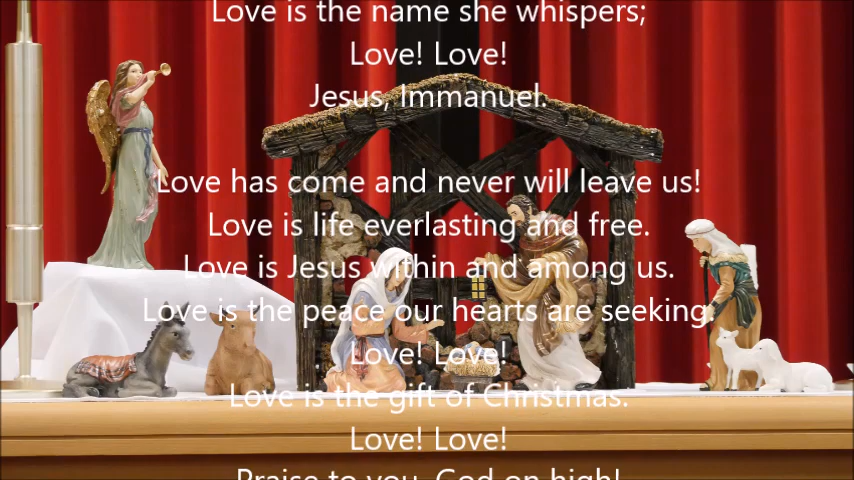 Love is the name she whispers;
Love! Love!
Jesus, Immanuel.
Love has come and never will leave us!
Love is life everlasting and free.
Love is Jesus within and among us.
Love is the peace our hearts are seeking.
Love! Love!
Love is the gift of Christmas.
Love! Love!
Praise to you, God on high!